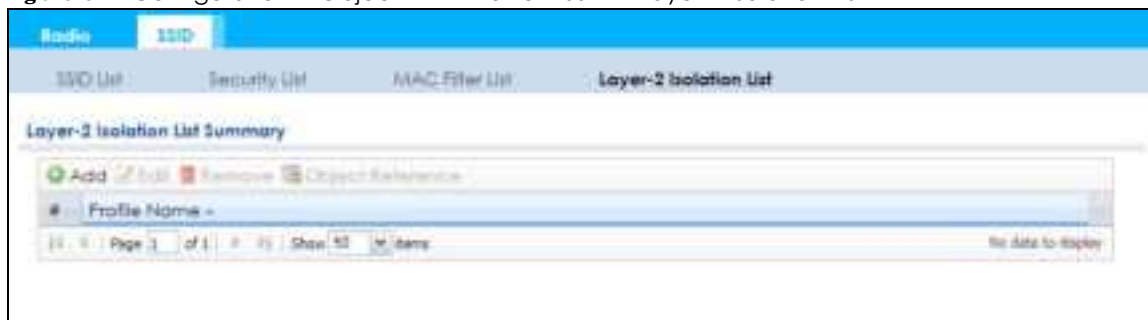 Radio SSID
SSID List Security List MAC Filter List Layer-2 Isolation List
Layer-2 Isolation List Summary
Add Edit Remove Object Reference
# Profile Name
Page 1 of 1 Show 50 items No data to display